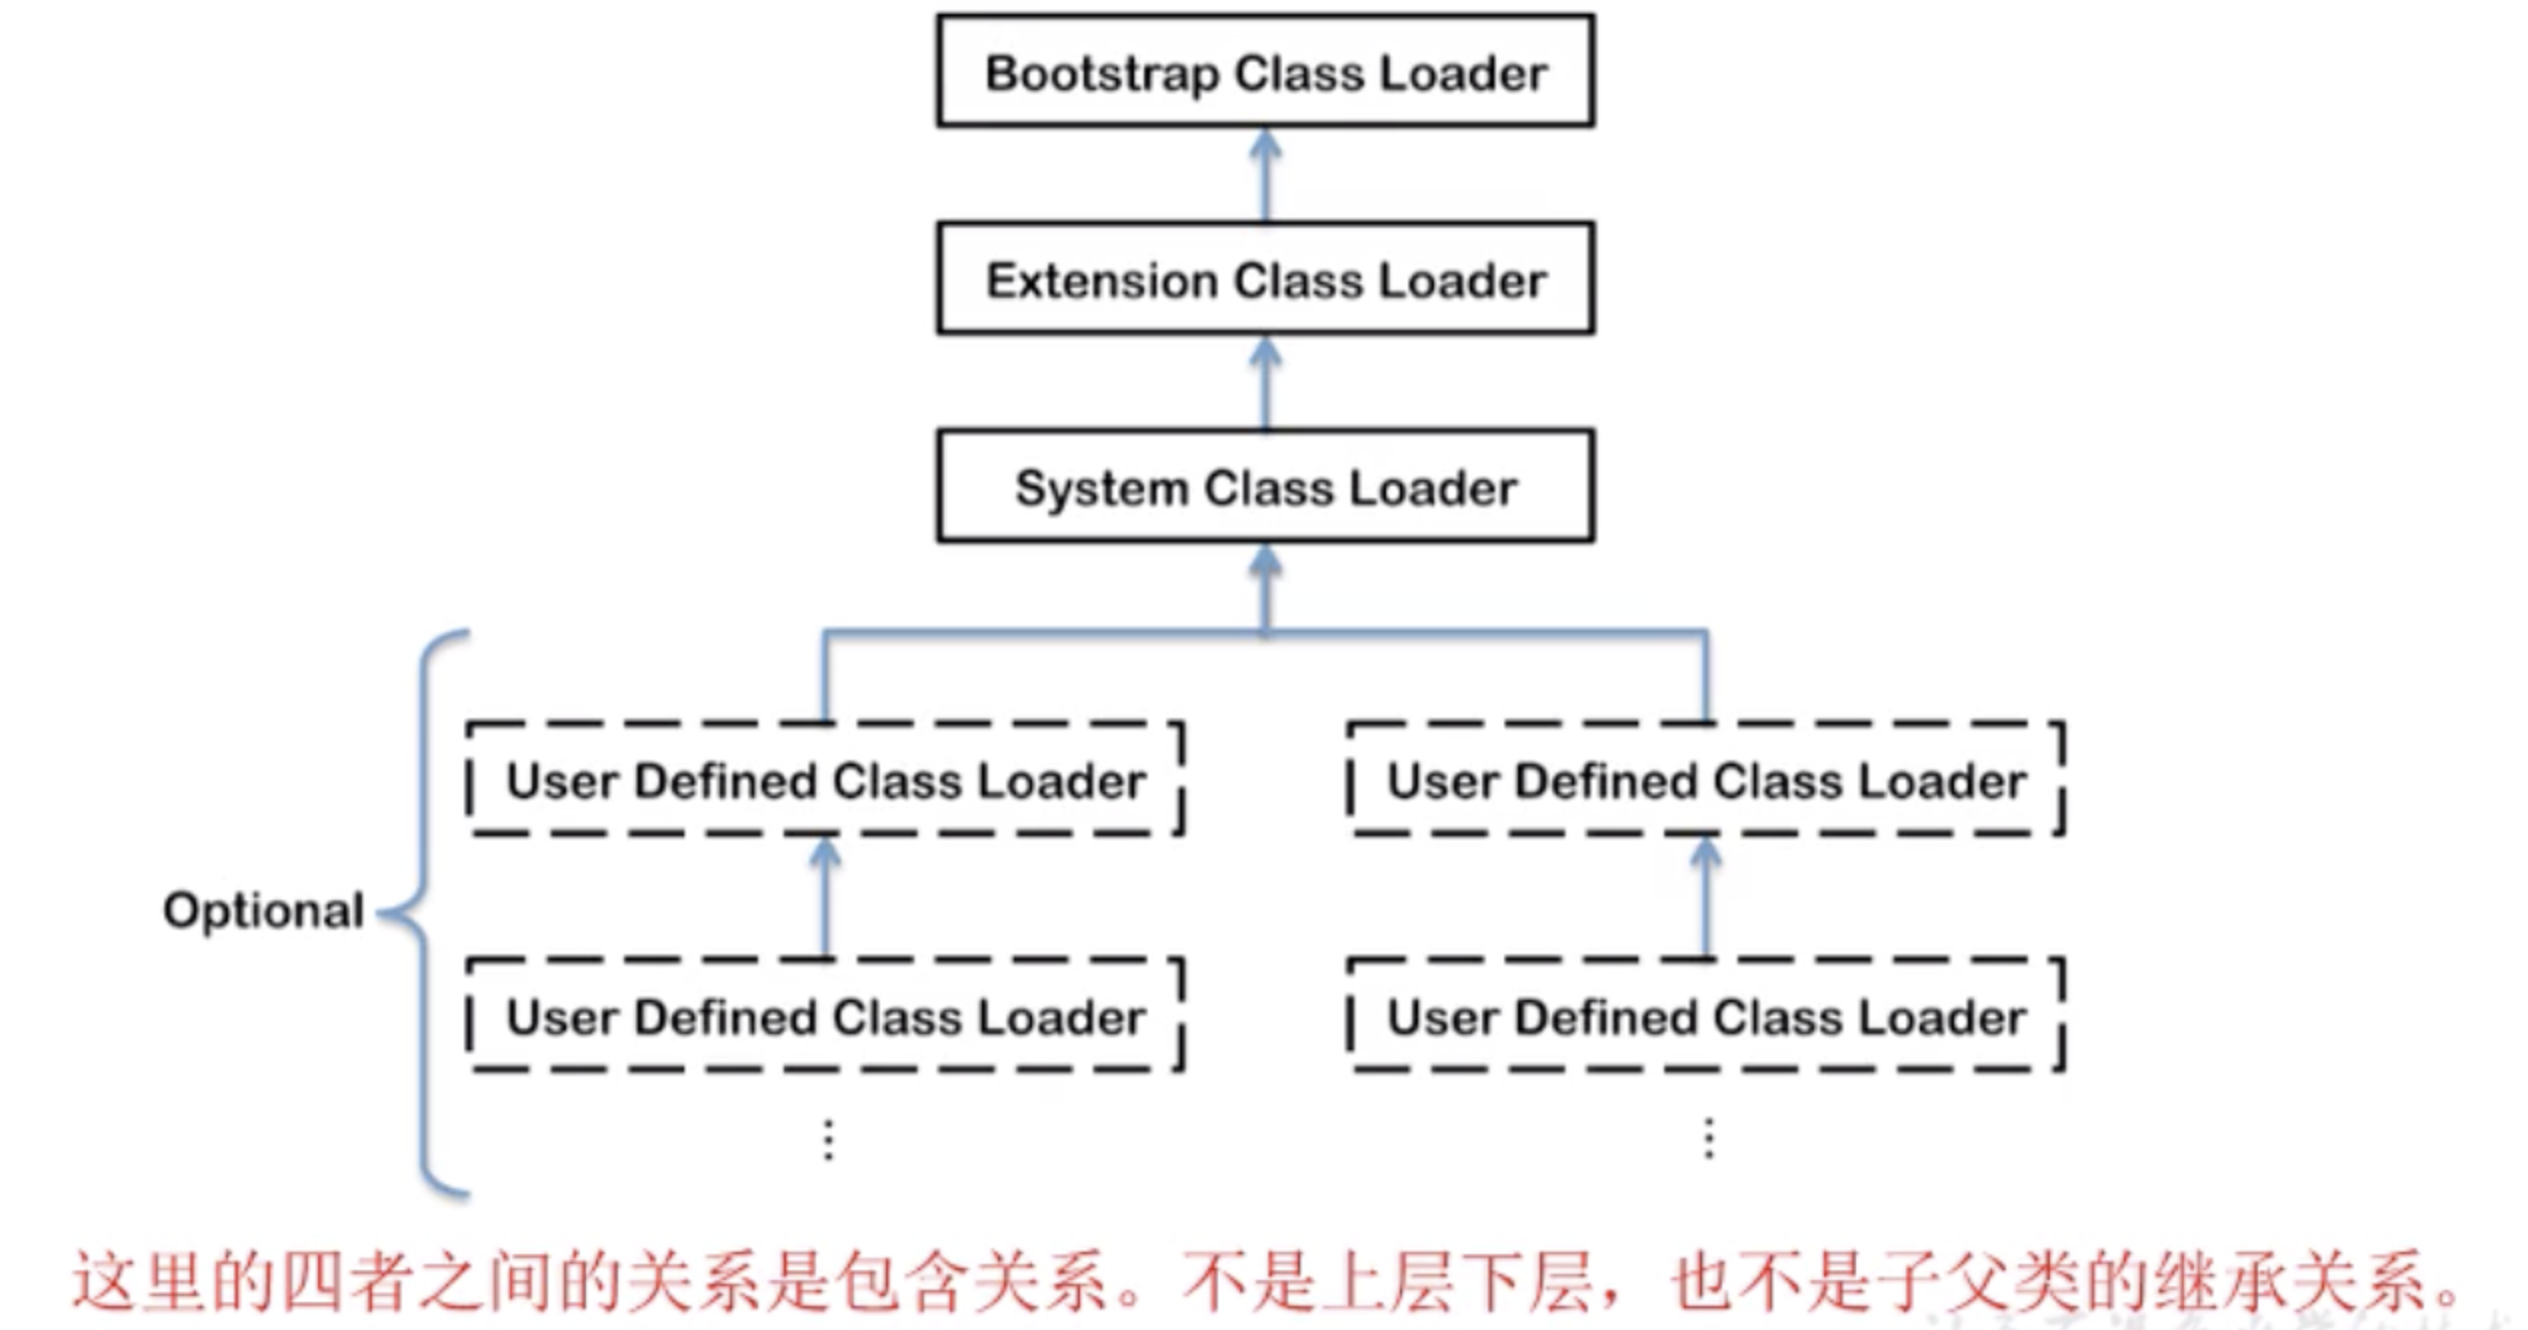 Bootstrap Class Loader
Extension Class Loader
System Class Loader
User Defined Class Loader
User Defined Class Loader
Optional
User Defined Class Loader
User Defined Class Loader
这里的四者之间的关系是包含关系。不是上层下层，也不是子父类的继承关系。